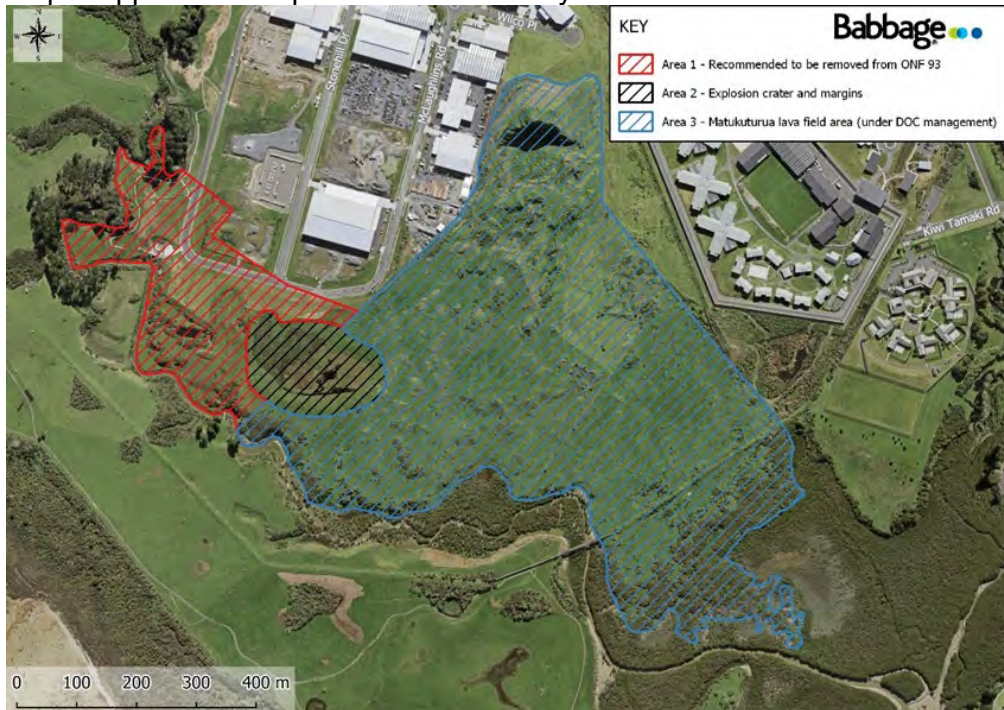 Wilco Pl
Stonehill Dr
McLaughlins Rd
Kiwi Tamaki Rd
N
W
E
S
KEY
Babbage
Area 1 - Recommended to be removed from ONF 93
Area 2 - Explosion crater and margins
Area 3 - Matukuturua lava field area (under DOC management)
0 100 200 300 400 m